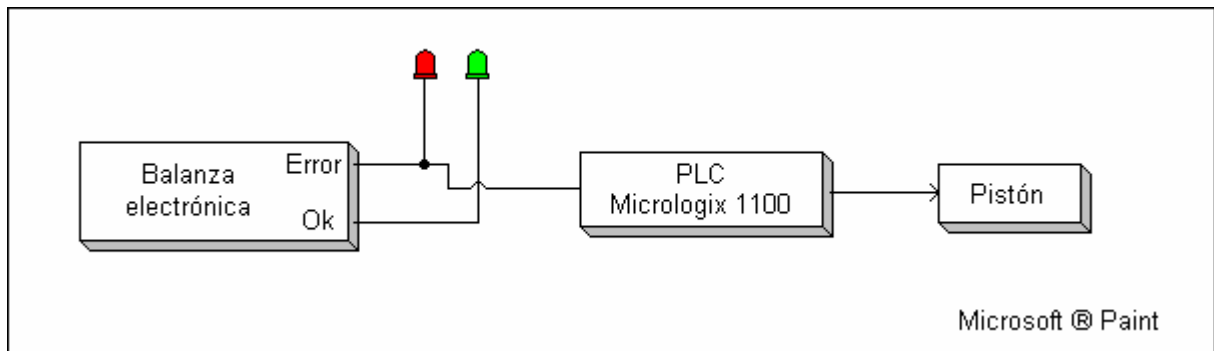 Balanza
electrónica
Error
Ok
PLC
Micrologix 1100
Pistón
Microsoft ® Paint